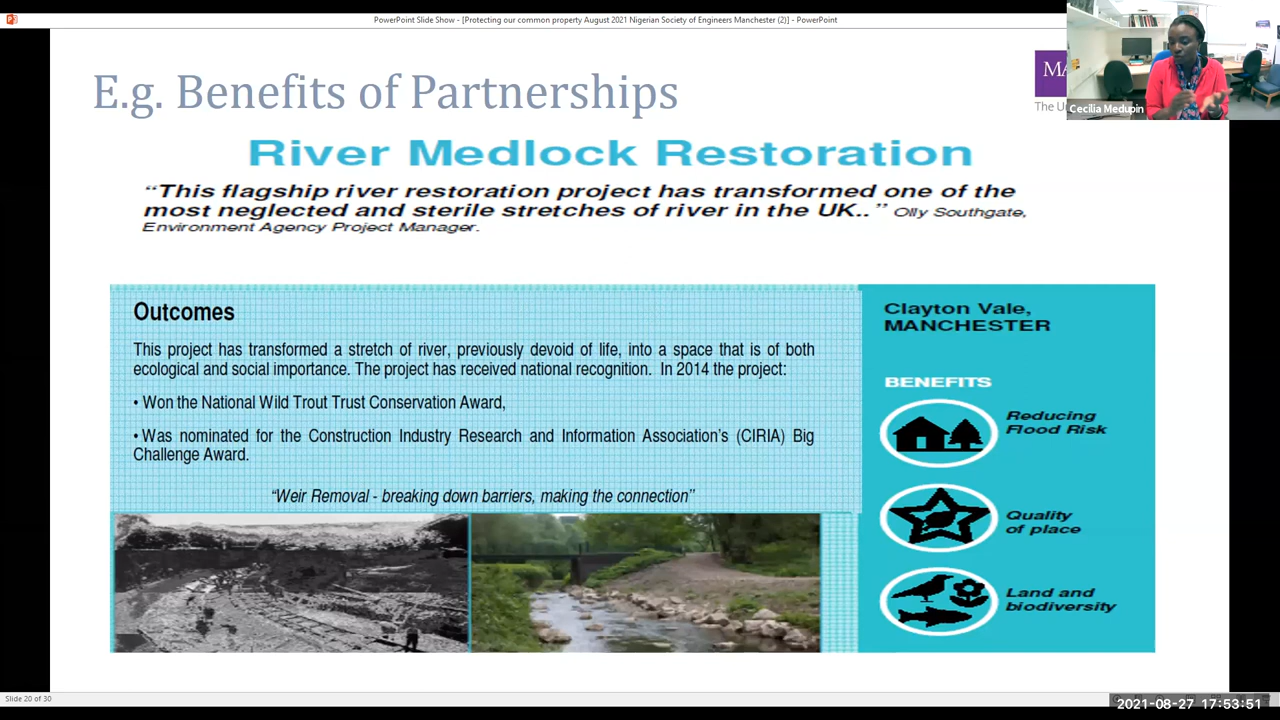 PowerPoint Slide Show - [Protecting our common property August 2021 Nigerian Society of Engineers Manchester (2)] - PowerPoint
E.g. Benefits of Partnerships
MA
The U
Cecilia Medupin
River Medlock Restoration
“This flagship river restoration project has transformed one of the
most neglected and sterile stretches of river in the UK..” Olly Southgate,
Environment Agency Project Manager.
Outcomes
This project has transformed a stretch of river, previously devoid of life, into a space that is of both
ecological and social importance. The project has received national recognition. In 2014 the project:
• Won the National Wild Trout Trust Conservation Award,
• Was nominated for the Construction Industry Research and Information Association’s (CIRIA) Big
Challenge Award.
“Weir Removal - breaking down barriers, making the connection”
Clayton Vale,
MANCHESTER
BENEFITS
Reducing
Flood Risk
Quality
of place
Land and
biodiversity
Slide 20 of 30
2021-08-27 17:53:51